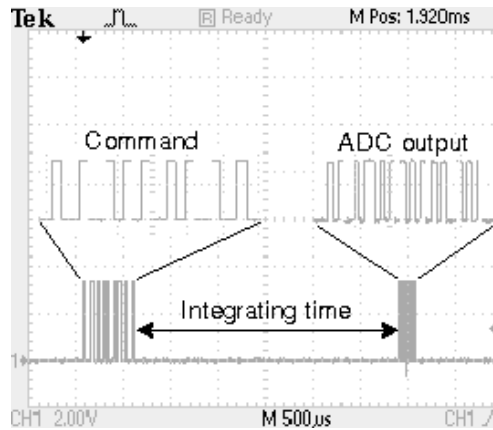 Tek R Ready M Pos: 1.920ms
Command ADC output
Integrating time
1
CH1 2.00V M 500µs CH1